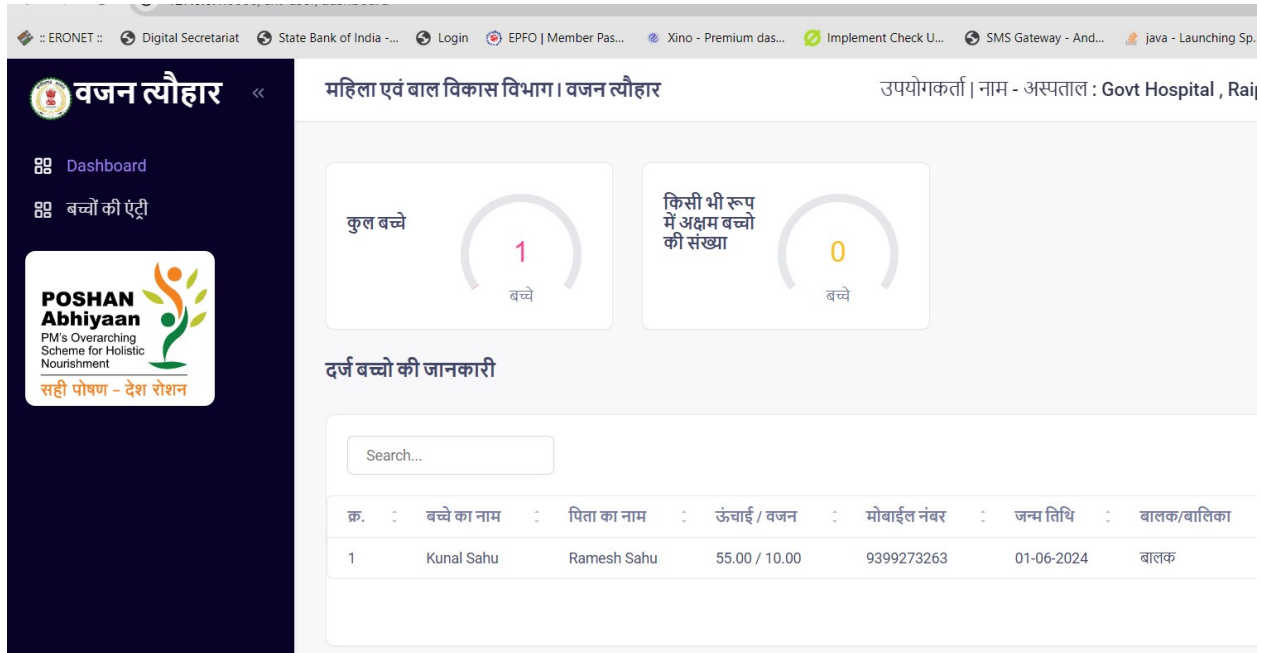 :: ERONET :: Digital Secretariat State Bank of India -... Login EPFO | Member Pas... Xino - Premium das... Implement Check U... SMS Gateway - And... java - Launching Sp.
वजन त्यौहार «
महिला एवं बाल विकास विभाग। वजन त्यौहार
उपयोगकर्ता | नाम - अस्पताल : Govt Hospital , Raip
Dashboard
बच्चों की एंट्री
POSHAN
Abhiyaan
PM's Overarching
Scheme for Holistic
Nourishment
सही पोषण - देश रोशन
कुल बच्चे
1
बच्चे
किसी भी रूप
में अक्षम बच्चो
की संख्या
0
बच्चे
दर्ज बच्चो की जानकारी
Search...
क्र. बच्चे का नाम पिता का नाम ऊंचाई / वजन मोबाईल नंबर जन्म तिथि बालक/बालिका
1 Kunal Sahu Ramesh Sahu 55.00 / 10.00 9399273263 01-06-2024 बालक